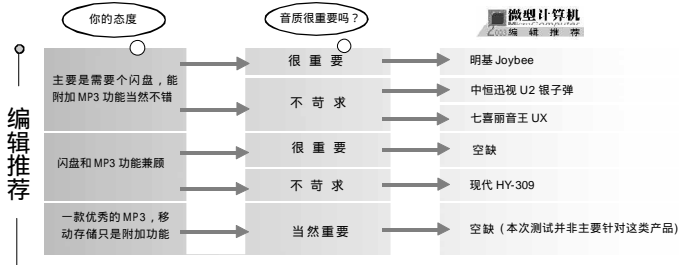 你的态度
音质很重要吗？
微型计算机
MicroComputer
2003 编辑推荐
编辑推荐
主要是需要个闪盘，能
附加 MP3 功能当然不错
很重要
明基 Joybee
不苛求
中恒迅视 U2 银子弹
七喜丽音王 UX
闪盘和 MP3 功能兼顾
很重要
空缺
不苛求
现代 HY-309
一款优秀的 MP3，移
动存储只是附加功能
当然重要
空缺（本次测试并非主要针对这类产品）